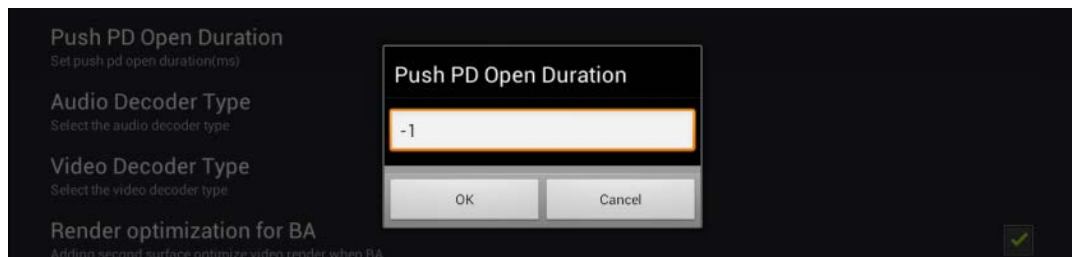 Push PD Open Duration
Set push pd open duration(ms)
Audio Decoder Type
Select the audio decoder type
Video Decoder Type
Select the video decoder type
Render optimization for BA
Adding second surface optimize video render when BA
Push PD Open Duration
-1
OK Cancel